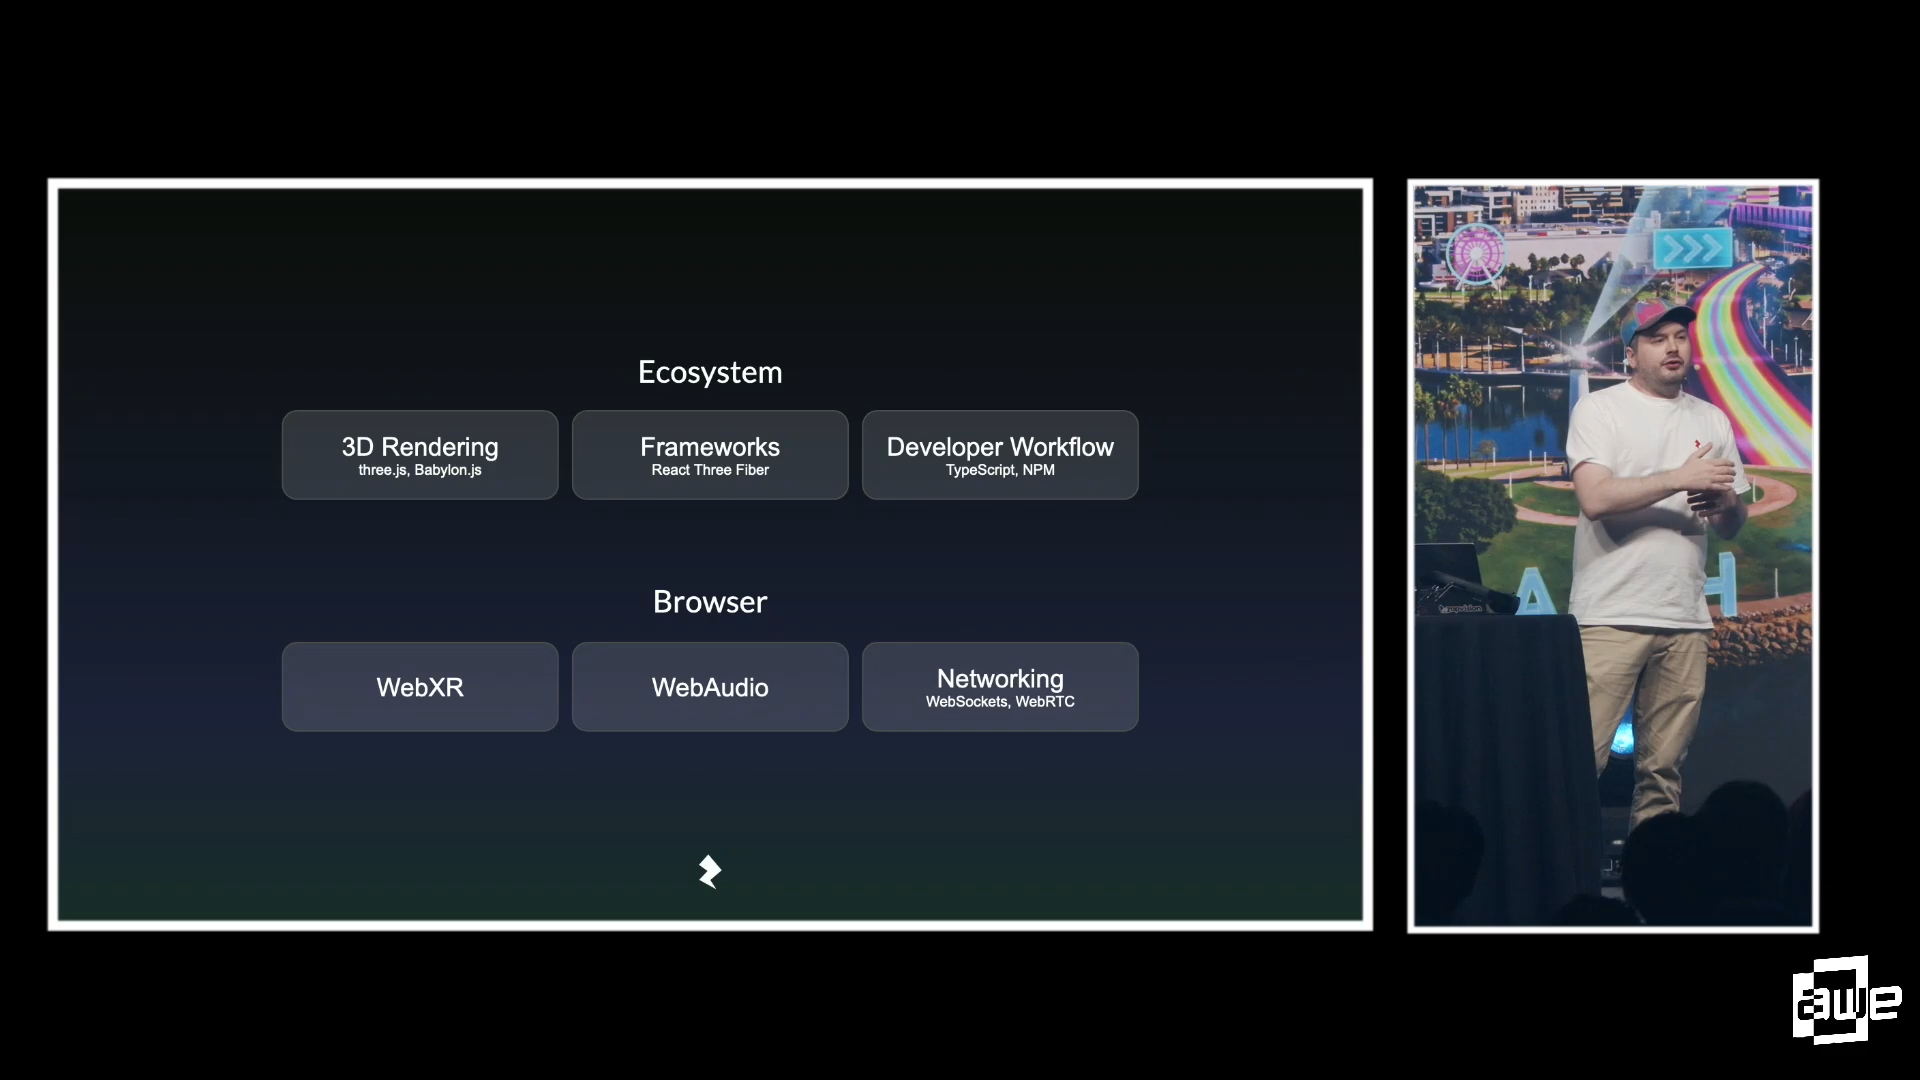 Ecosystem
3D Rendering
three.js, Babylon.js
Frameworks
React Three Fiber
Developer Workflow
TypeScript, NPM
Browser
WebXR
WebAudio
Networking
WebSockets, WebRTC
A
H
awe